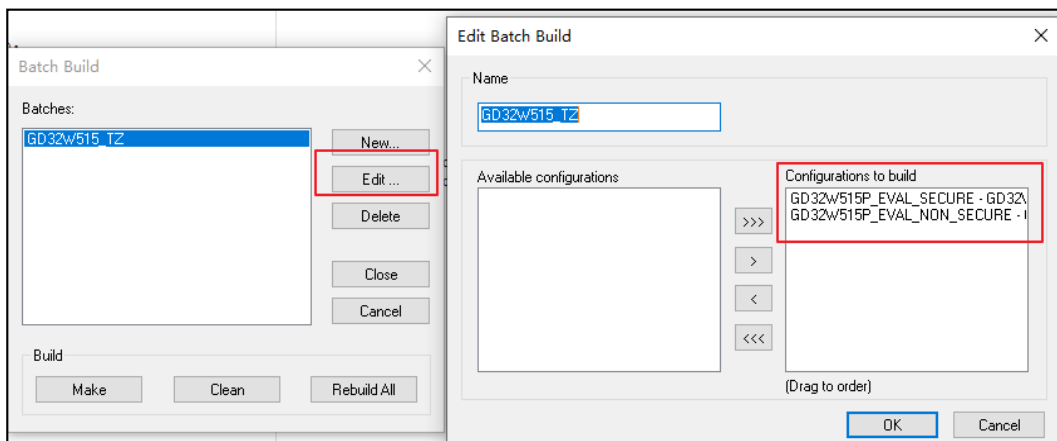 Batch Build
Batches:
GD32W515_TZ
New...
Edit ...
Delete
Close
Cancel
Build
Make
Clean
Rebuild All
Edit Batch Build
Name
GD32W515_TZ
Available configurations
>>>
>
<
<<<
Configurations to build
GD32W515P_EVAL_SECURE - GD32
GD32W515P_EVAL_NON_SECURE -
(Drag to order)
OK
Cancel